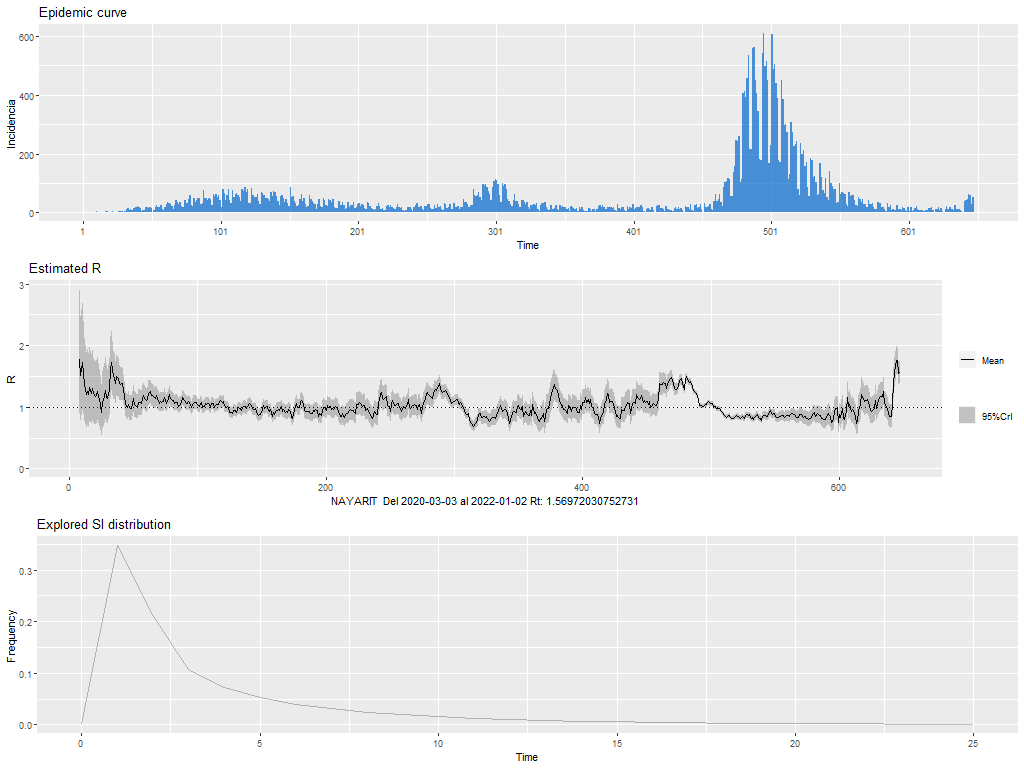 Epidemic curve
600
400
200
0
Incidencia
1 101 201 301 401 501 601
Time
Estimated R
3
2
1
0
R
Mean
95%CrI
0 200 400 600
NAYARIT Del 2020-03-03 al 2022-01-02 Rt: 1.56972030752731
Explored SI distribution
0.3
0.2
0.1
0.0
Frequency
0 5 10 15 20 25
Time